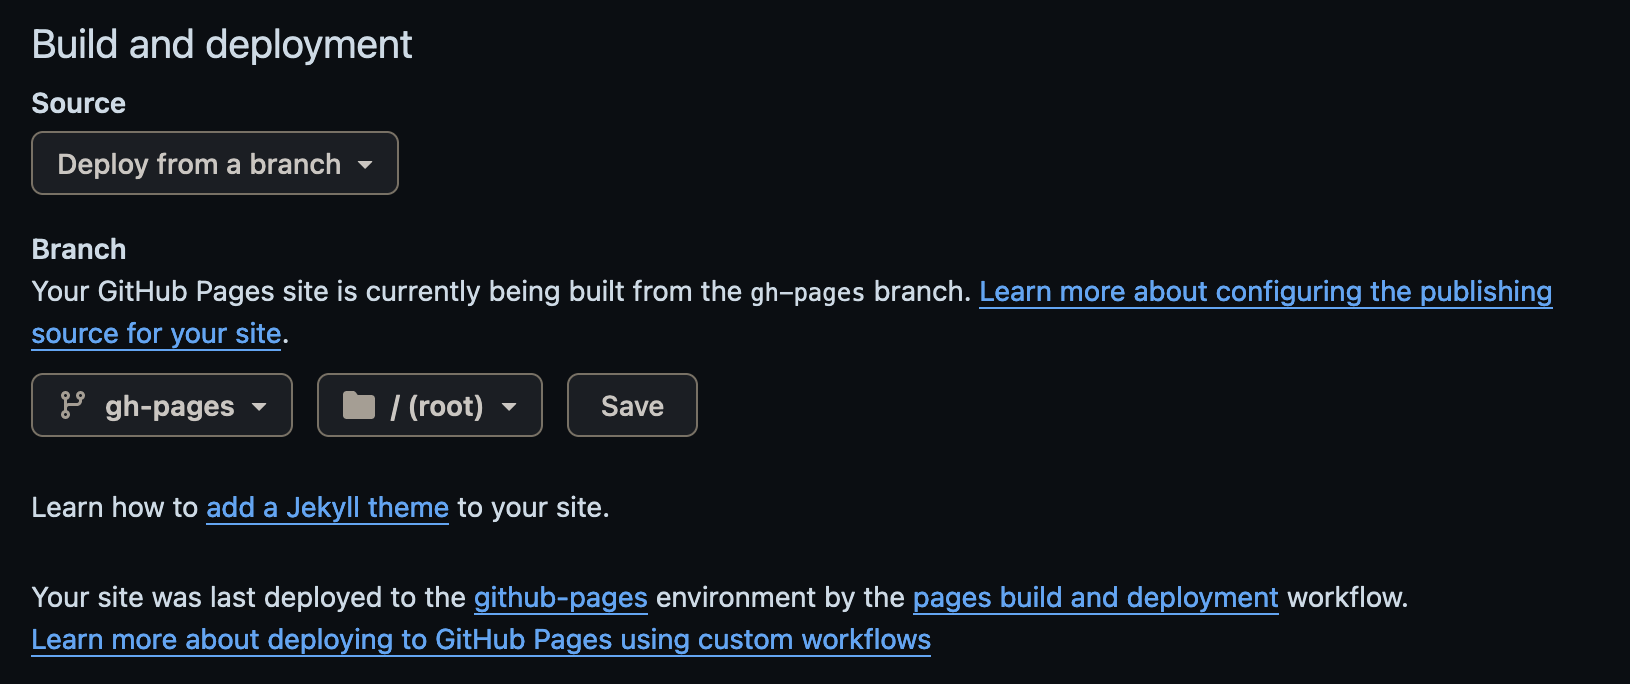 Build and deployment
Source
Deploy from a branch
Branch
Your GitHub Pages site is currently being built from the gh-pages branch. Learn more about configuring the publishing
source for your site.
gh-pages / (root) Save
Learn how to add a Jekyll theme to your site.
Your site was last deployed to the github-pages environment by the pages build and deployment workflow.
Learn more about deploying to GitHub Pages using custom workflows